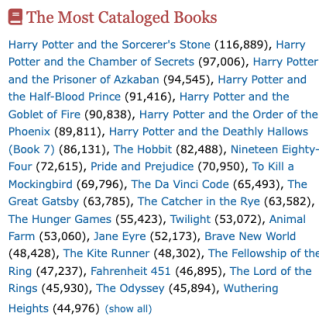 The Most Cataloged Books
Harry Potter and the Sorcerer's Stone (116,889), Harry
Potter and the Chamber of Secrets (97,006), Harry Potter
and the Prisoner of Azkaban (94,545), Harry Potter and
the Half-Blood Prince (91,416), Harry Potter and the
Goblet of Fire (90,838), Harry Potter and the Order of the
Phoenix (89,811), Harry Potter and the Deathly Hallows
(Book 7) (86,131), The Hobbit (82,488), Nineteen Eighty-
Four (72,615), Pride and Prejudice (70,950), To Kill a
Mockingbird (69,796), The Da Vinci Code (65,493), The
Great Gatsby (63,785), The Catcher in the Rye (63,582),
The Hunger Games (55,423), Twilight (53,072), Animal
Farm (53,060), Jane Eyre (52,173), Brave New World
(48,428), The Kite Runner (48,302), The Fellowship of the
Ring (47,237), Fahrenheit 451 (46,895), The Lord of the
Rings (45,930), The Odyssey (45,894), Wuthering
Heights (44,976) (show all)